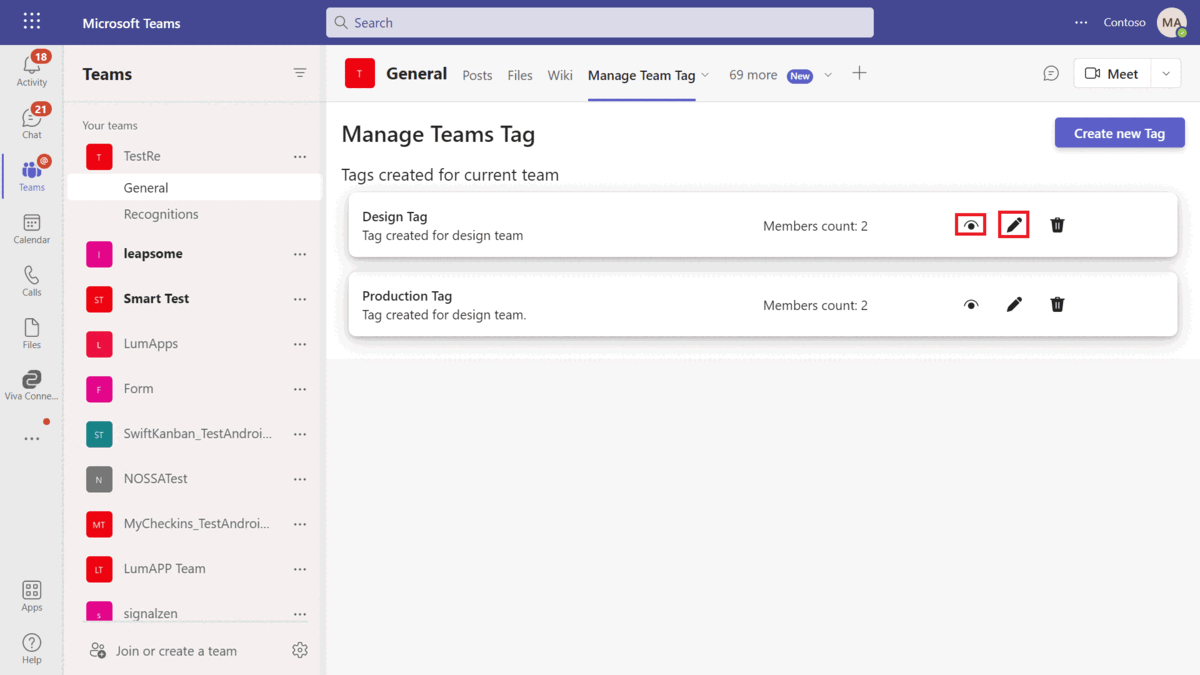 Microsoft Teams
Search
Contoso
MA
18
Activity
21
Chat
@
Teams
Calendar
Calls
Files
Viva Conne...
Apps
Help
Teams
Your teams
T
TestRe
General
Recognitions
leapsome
ST
Smart Test
L
LumApps
F
Form
ST
SwiftKanban_TestAndroi...
N
NOSSATest
MT
MyCheckins_TestAndroi...
LT
LumAPP Team
s
signalzen
Join or create a team
T
General
Posts
Files
Wiki
Manage Team Tag
69 more
New
Meet
Manage Teams Tag
Create new Tag
Tags created for current team
Design Tag
Tag created for design team
Members count: 2
Production Tag
Tag created for design team.
Members count: 2